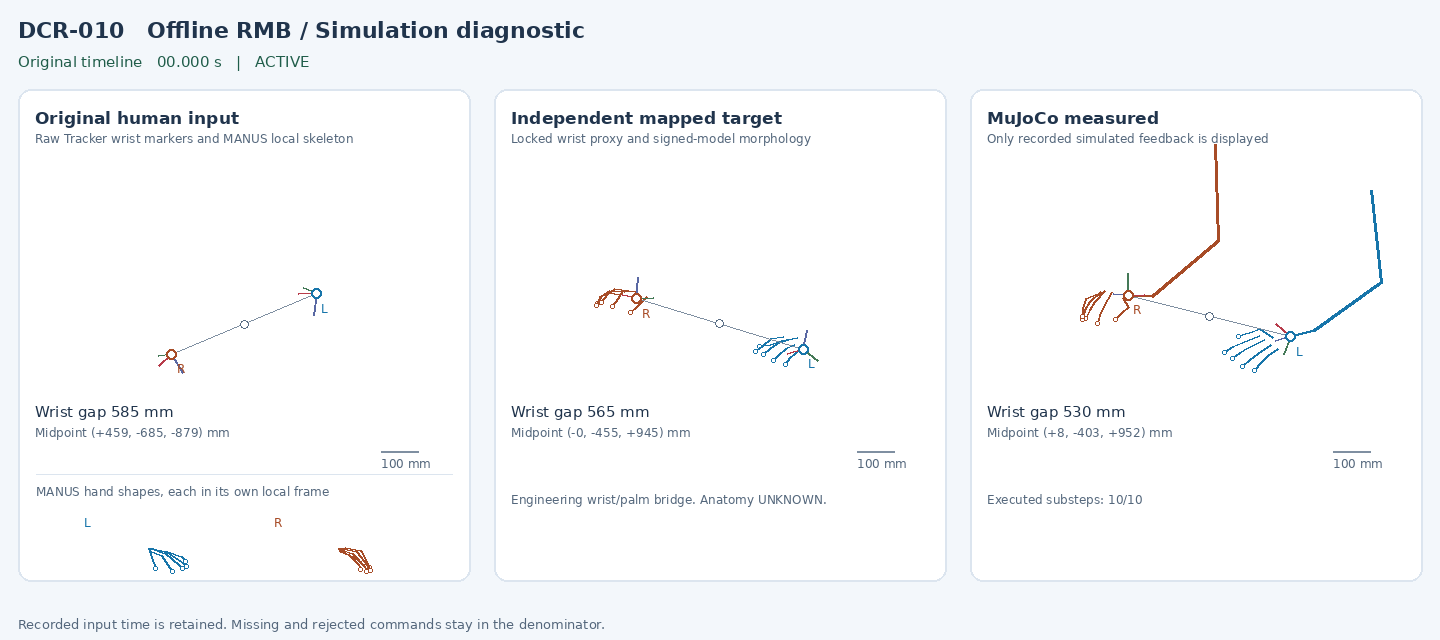 DCR-010   Offline RMB / Simulation diagnostic
Original timeline   00.000 s   |   ACTIVE
Original human input
Raw Tracker wrist markers and MANUS local skeleton
L
R
Wrist gap 585 mm
Midpoint (+459, -685, -879) mm
100 mm
MANUS hand shapes, each in its own local frame
L
R
Independent mapped target
Locked wrist proxy and signed-model morphology
R
L
Wrist gap 565 mm
Midpoint (-0, -455, +945) mm
100 mm
Engineering wrist/palm bridge. Anatomy UNKNOWN.
MuJoCo measured
Only recorded simulated feedback is displayed
R
L
Wrist gap 530 mm
Midpoint (+8, -403, +952) mm
100 mm
Executed substeps: 10/10
Recorded input time is retained. Missing and rejected commands stay in the denominator.